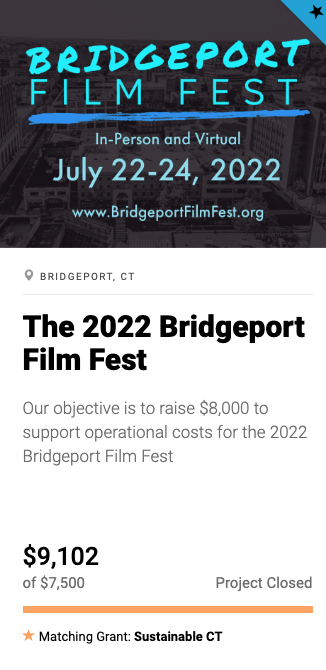 BRIDGEPORT
FILM FEST
In-Person and Virtual
July 22-24, 2022
www.BridgeportFilmFest.org
BRIDGEPORT, CT
The 2022 Bridgeport
Film Fest
Our objective is to raise $8,000 to
support operational costs for the 2022
Bridgeport Film Fest
$9,102
of $7,500 Project Closed
Matching Grant: Sustainable CT